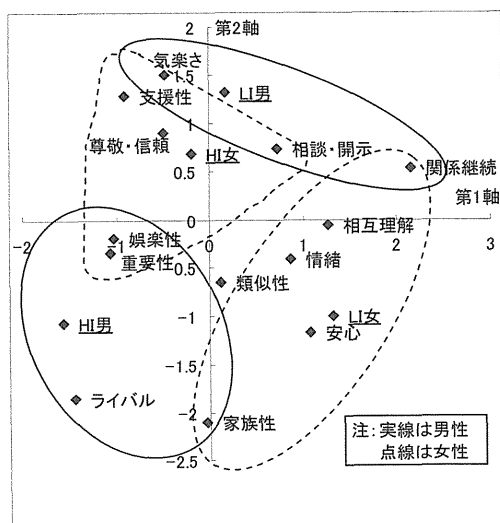 第2軸
2
気楽さ
1.5
支援性
LI男
1
尊敬・信頼
HI女
相談・開示
関係継続
0.5
第1軸
-2
-1
0
0
1
2
3
相互理解
娯楽性
重要性
-0.5
情緒
類似性
HI男
-1
LI女
安心
-1.5
ライバル
-2
家族性
-2.5
注:実線は男性
点線は女性